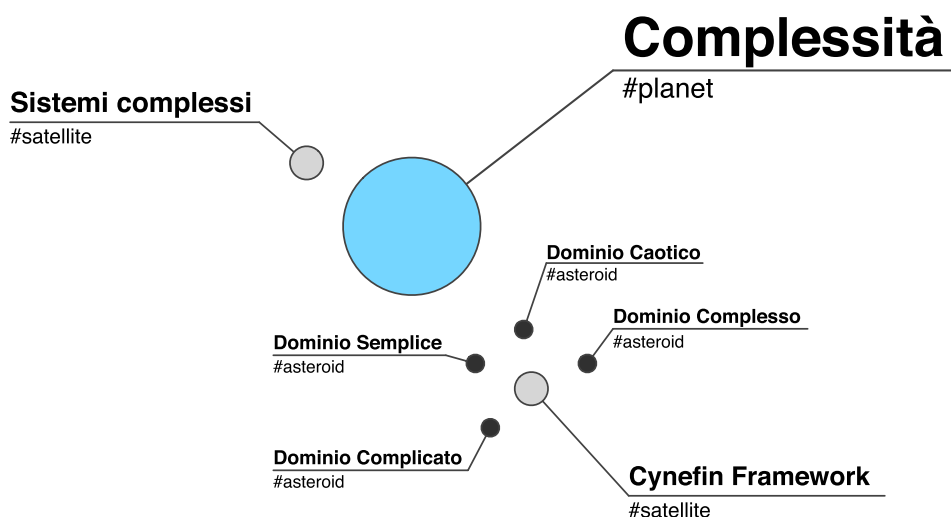 Complessità
#planet
Sistemi complessi
#satellite
Dominio Caotico
#asteroid
Dominio Complesso
#asteroid
Dominio Semplice
#asteroid
Dominio Complicato
#asteroid
Cynefin Framework
#satellite